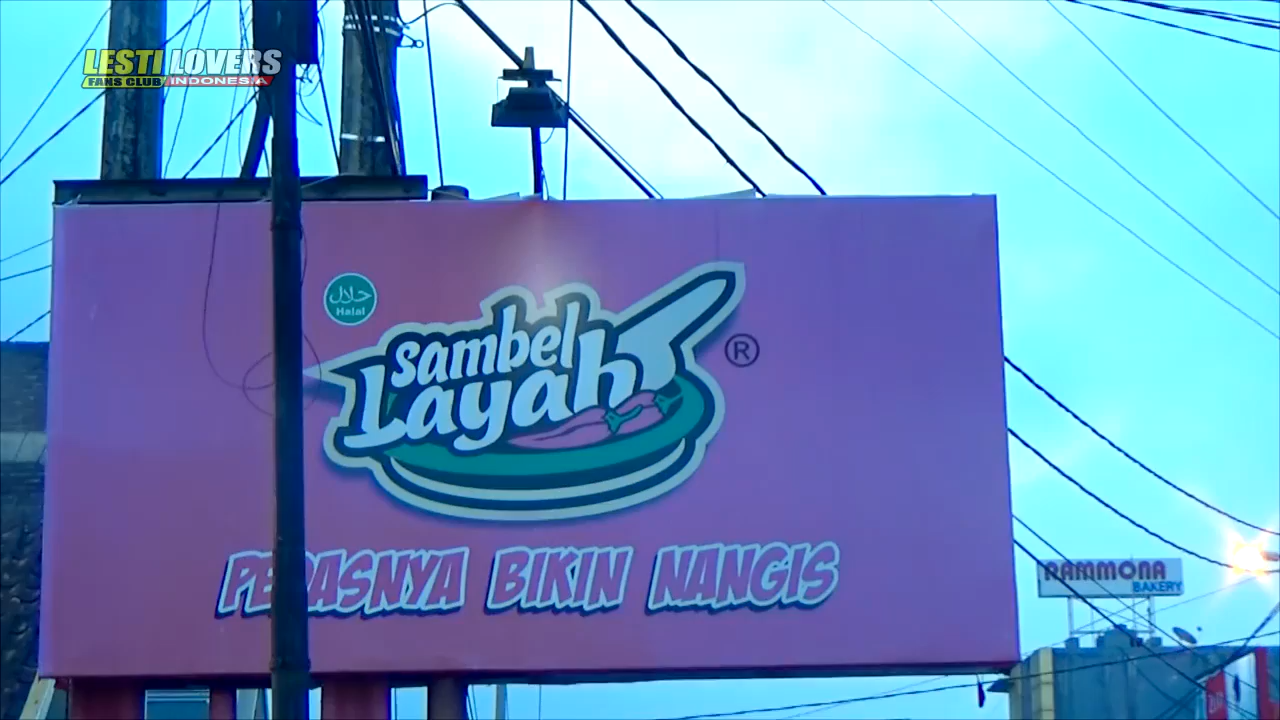 LESTI LOVERS
FANS CLUB INDONESIA
حلال
Halal
sambel
Layah
®
PEDASNYA BIKIN NANGIS
RAMMONA
BAKERY